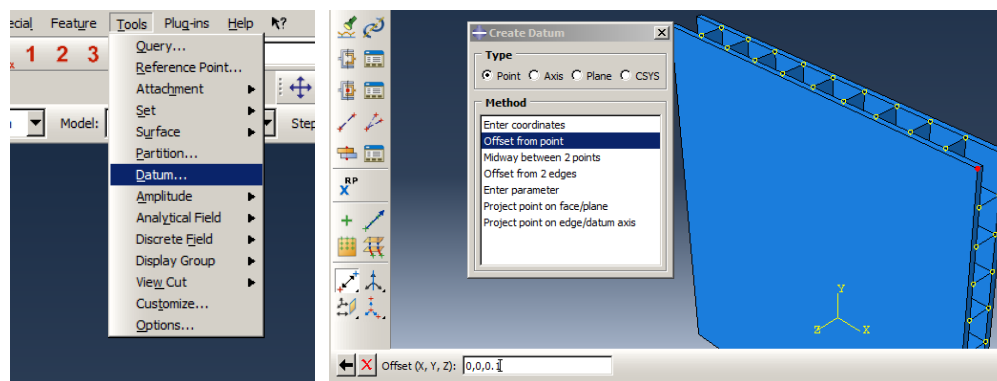 ecial Feature Tools Plug-ins Help
1 2 3
Model:
Step
Query...
Reference Point...
Attachment
Set
Surface
Partition...
Datum...
Amplitude
Analytical Field
Discrete Field
Display Group
View Cut
Customize...
Options...
RP
Create Datum
Type
Point Axis Plane CSYS
Method
Enter coordinates
Offset from point
Midway between 2 points
Offset from 2 edges
Enter parameter
Project point on face/plane
Project point on edge/datum axis
Y
Z X
Offset (X, Y, Z): 0,0,0.1